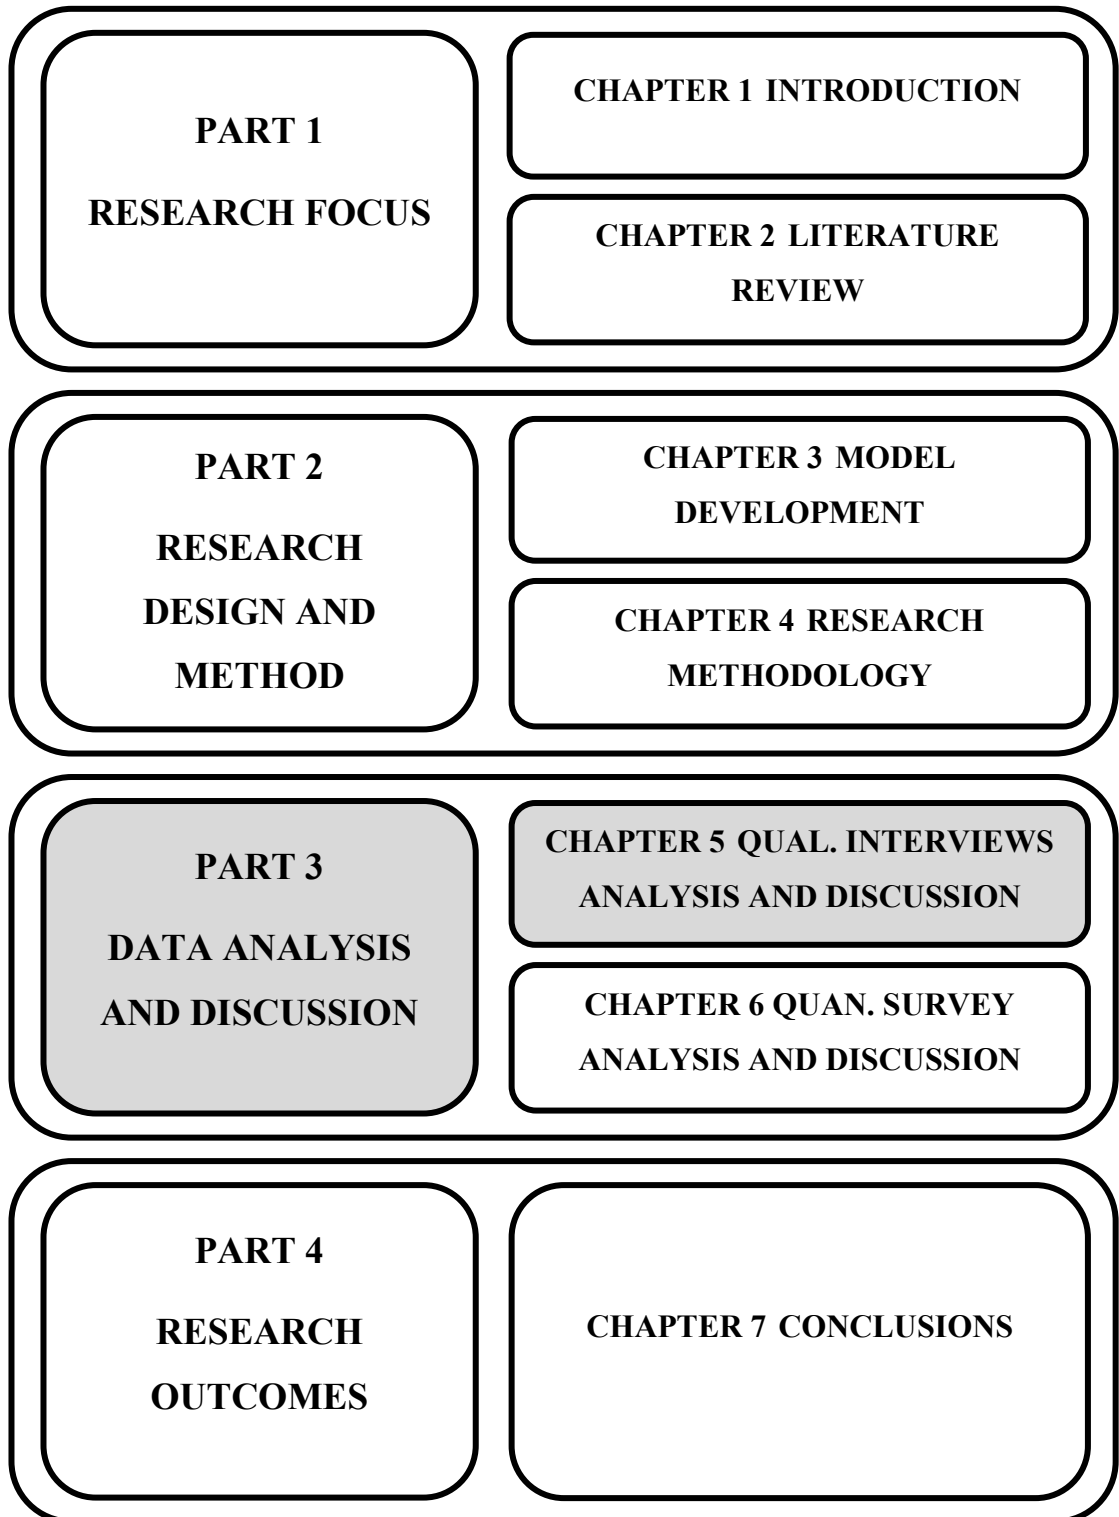 PART 1
RESEARCH FOCUS
CHAPTER 1 INTRODUCTION
CHAPTER 2 LITERATURE
REVIEW
PART 2
RESEARCH
DESIGN AND
METHOD
CHAPTER 3 MODEL
DEVELOPMENT
CHAPTER 4 RESEARCH
METHODOLOGY
PART 3
DATA ANALYSIS
AND DISCUSSION
CHAPTER 5 QUAL. INTERVIEWS
ANALYSIS AND DISCUSSION
CHAPTER 6 QUAN. SURVEY
ANALYSIS AND DISCUSSION
PART 4
RESEARCH
OUTCOMES
CHAPTER 7 CONCLUSIONS